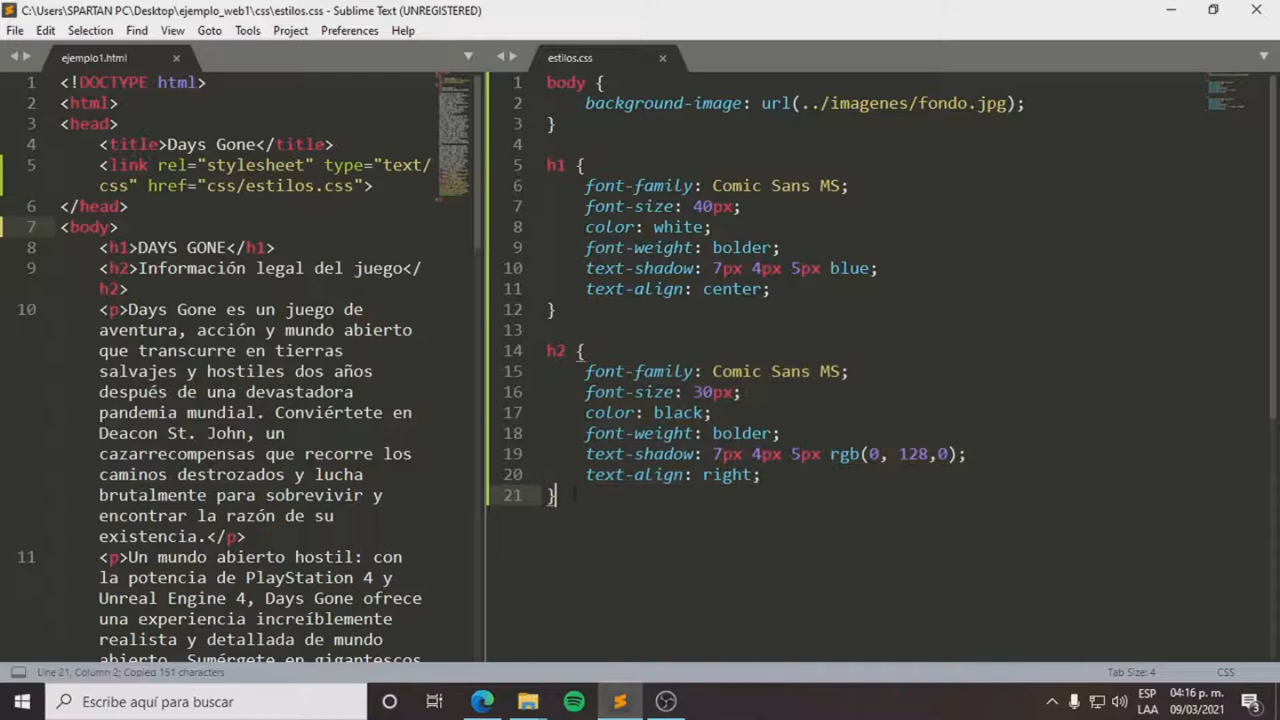 C:\Users\SPARTAN PC\Desktop\ejemplo_web1\css\estilos.css - Sublime Text (UNREGISTERED)
File Edit Selection Find View Goto Tools Project Preferences Help
ejemplo1.html
1 <!DOCTYPE html>
2 <html>
3 <head>
4 <title>Days Gone</title>
5 <link rel="stylesheet" type="text/
css" href="css/estilos.css">
6 </head>
7 <body>
8 <h1>DAYS GONE</h1>
9 <h2>Información legal del juego</
h2>
10 <p>Days Gone es un juego de
aventura, acción y mundo abierto
que transcurre en tierras
salvajes y hostiles dos años
después de una devastadora
pandemia mundial. Conviértete en
Deacon St. John, un
cazarrecompensas que recorre los
caminos destrozados y lucha
brutalmente para sobrevivir y
encontrar la razón de su
existencia.</p>
11 <p>Un mundo abierto hostil: con
la potencia de PlayStation 4 y
Unreal Engine 4, Days Gone ofrece
una experiencia increíblemente
realista y detallada de mundo
abierto. Sumérgete en gigantescos
estilos.css
1 body {
2 background-image: url(../imagenes/fondo.jpg);
3 }
4
5 h1 {
6 font-family: Comic Sans MS;
7 font-size: 40px;
8 color: white;
9 font-weight: bolder;
10 text-shadow: 7px 4px 5px blue;
11 text-align: center;
12 }
13
14 h2 {
15 font-family: Comic Sans MS;
16 font-size: 30px;
17 color: black;
18 font-weight: bolder;
19 text-shadow: 7px 4px 5px rgb(0, 128,0);
20 text-align: right;
21 }
Line 21, Column 2; Copied 151 characters
Tab Size: 4
CSS
Escribe aquí para buscar
ESP
LAA
04:16 p. m.
09/03/2021
3